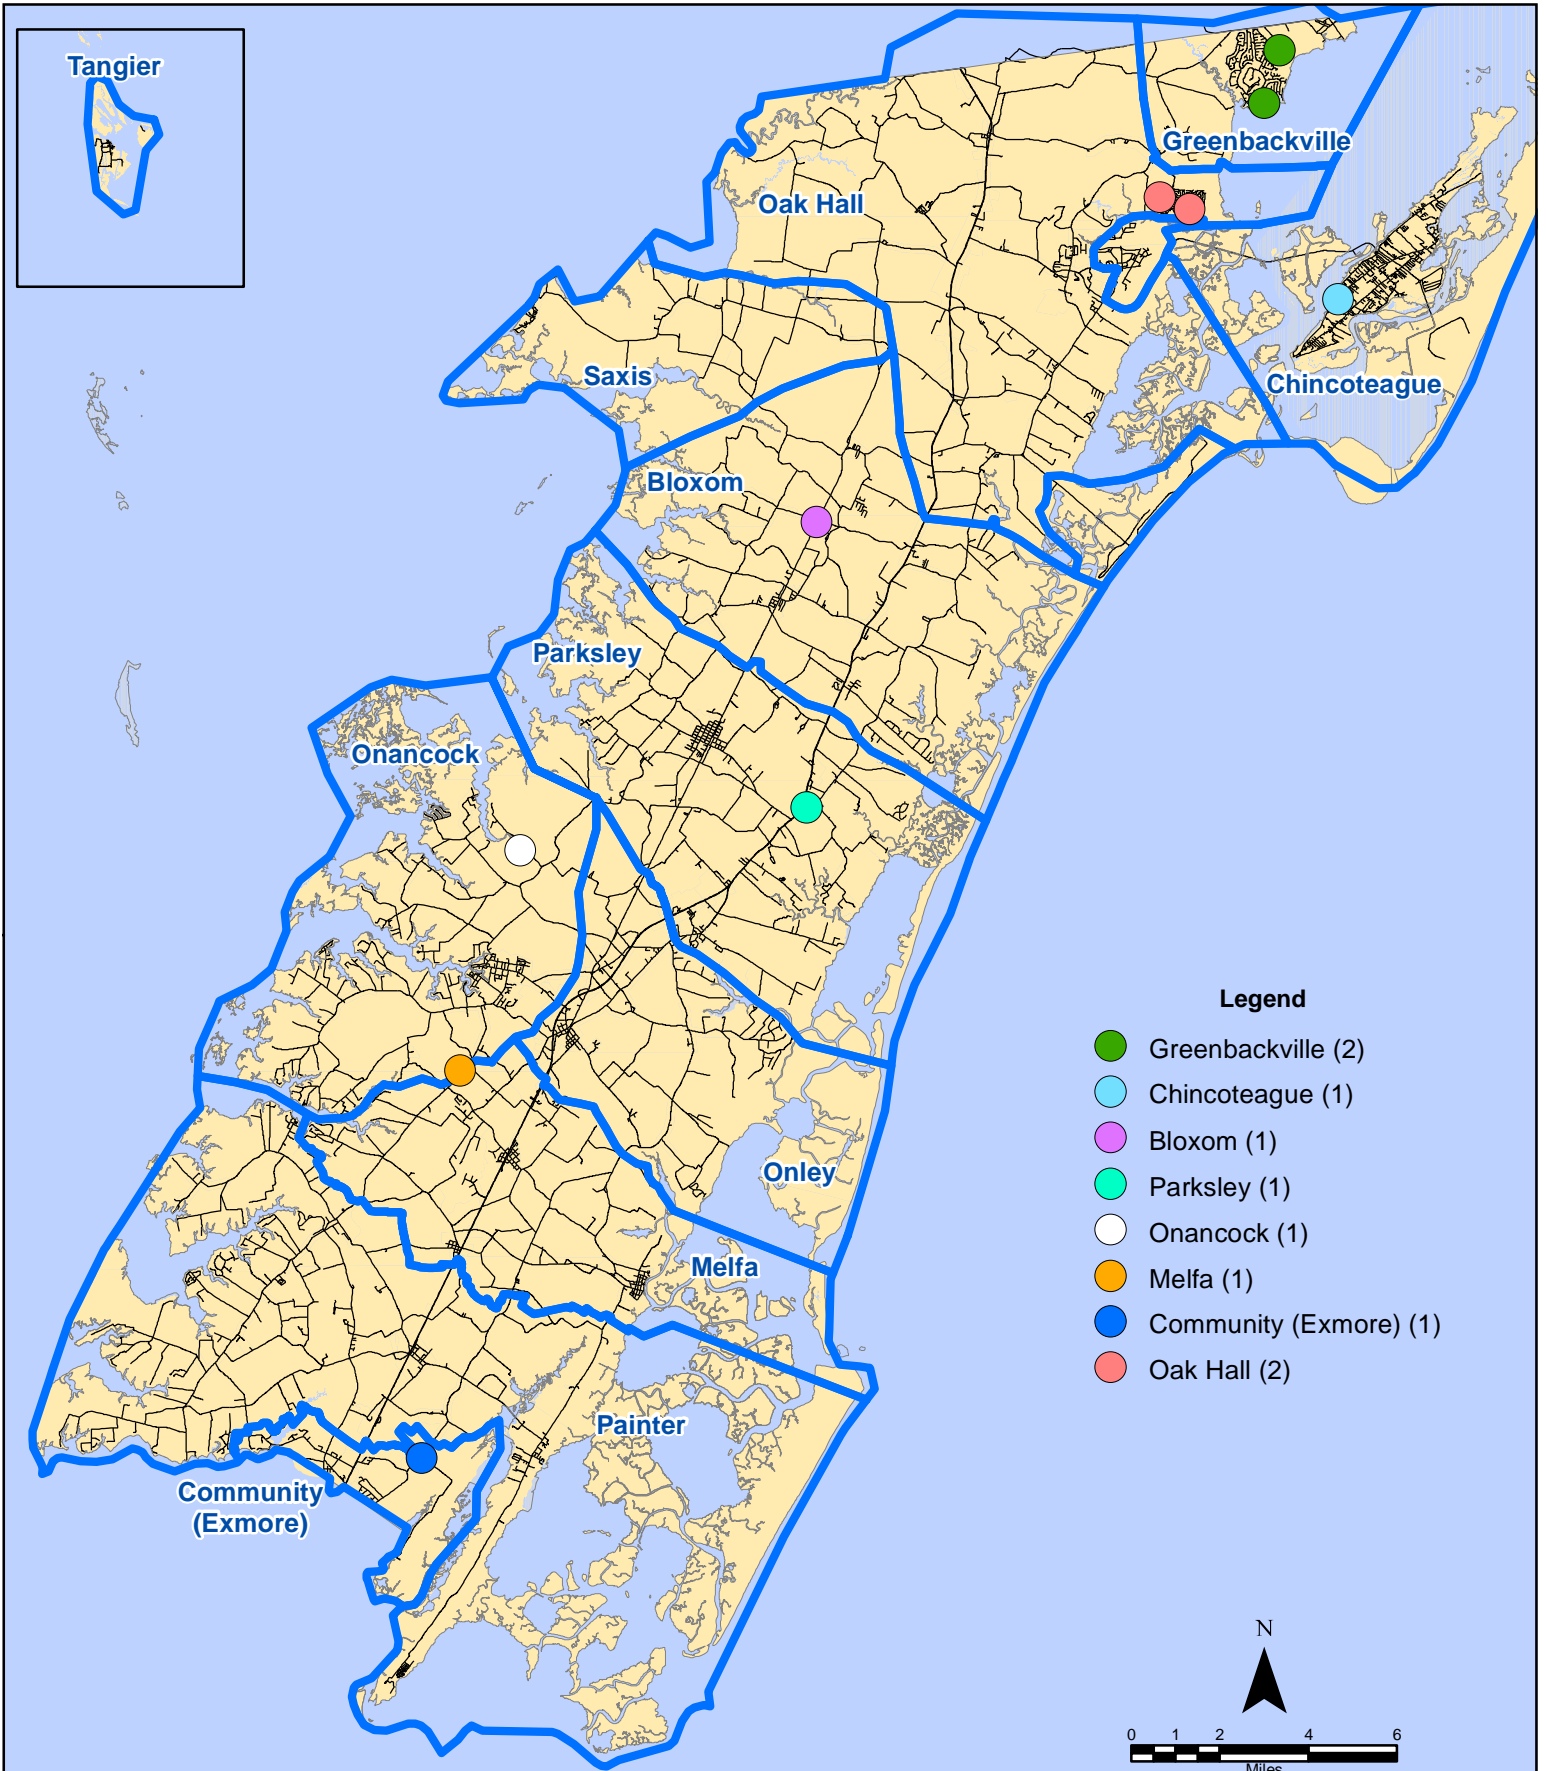 Tangier
Greenbackville
Oak Hall
Saxis
Chincoteague
Bloxom
Parksley
Onancock
Legend
Greenbackville (2)
Chincoteague (1)
Bloxom (1)
Parksley (1)
Onancock (1)
Melfa (1)
Community (Exmore) (1)
Oak Hall (2)
Onley
Melfa
Painter
Community
(Exmore)
N
0 1 2 4 6
Miles